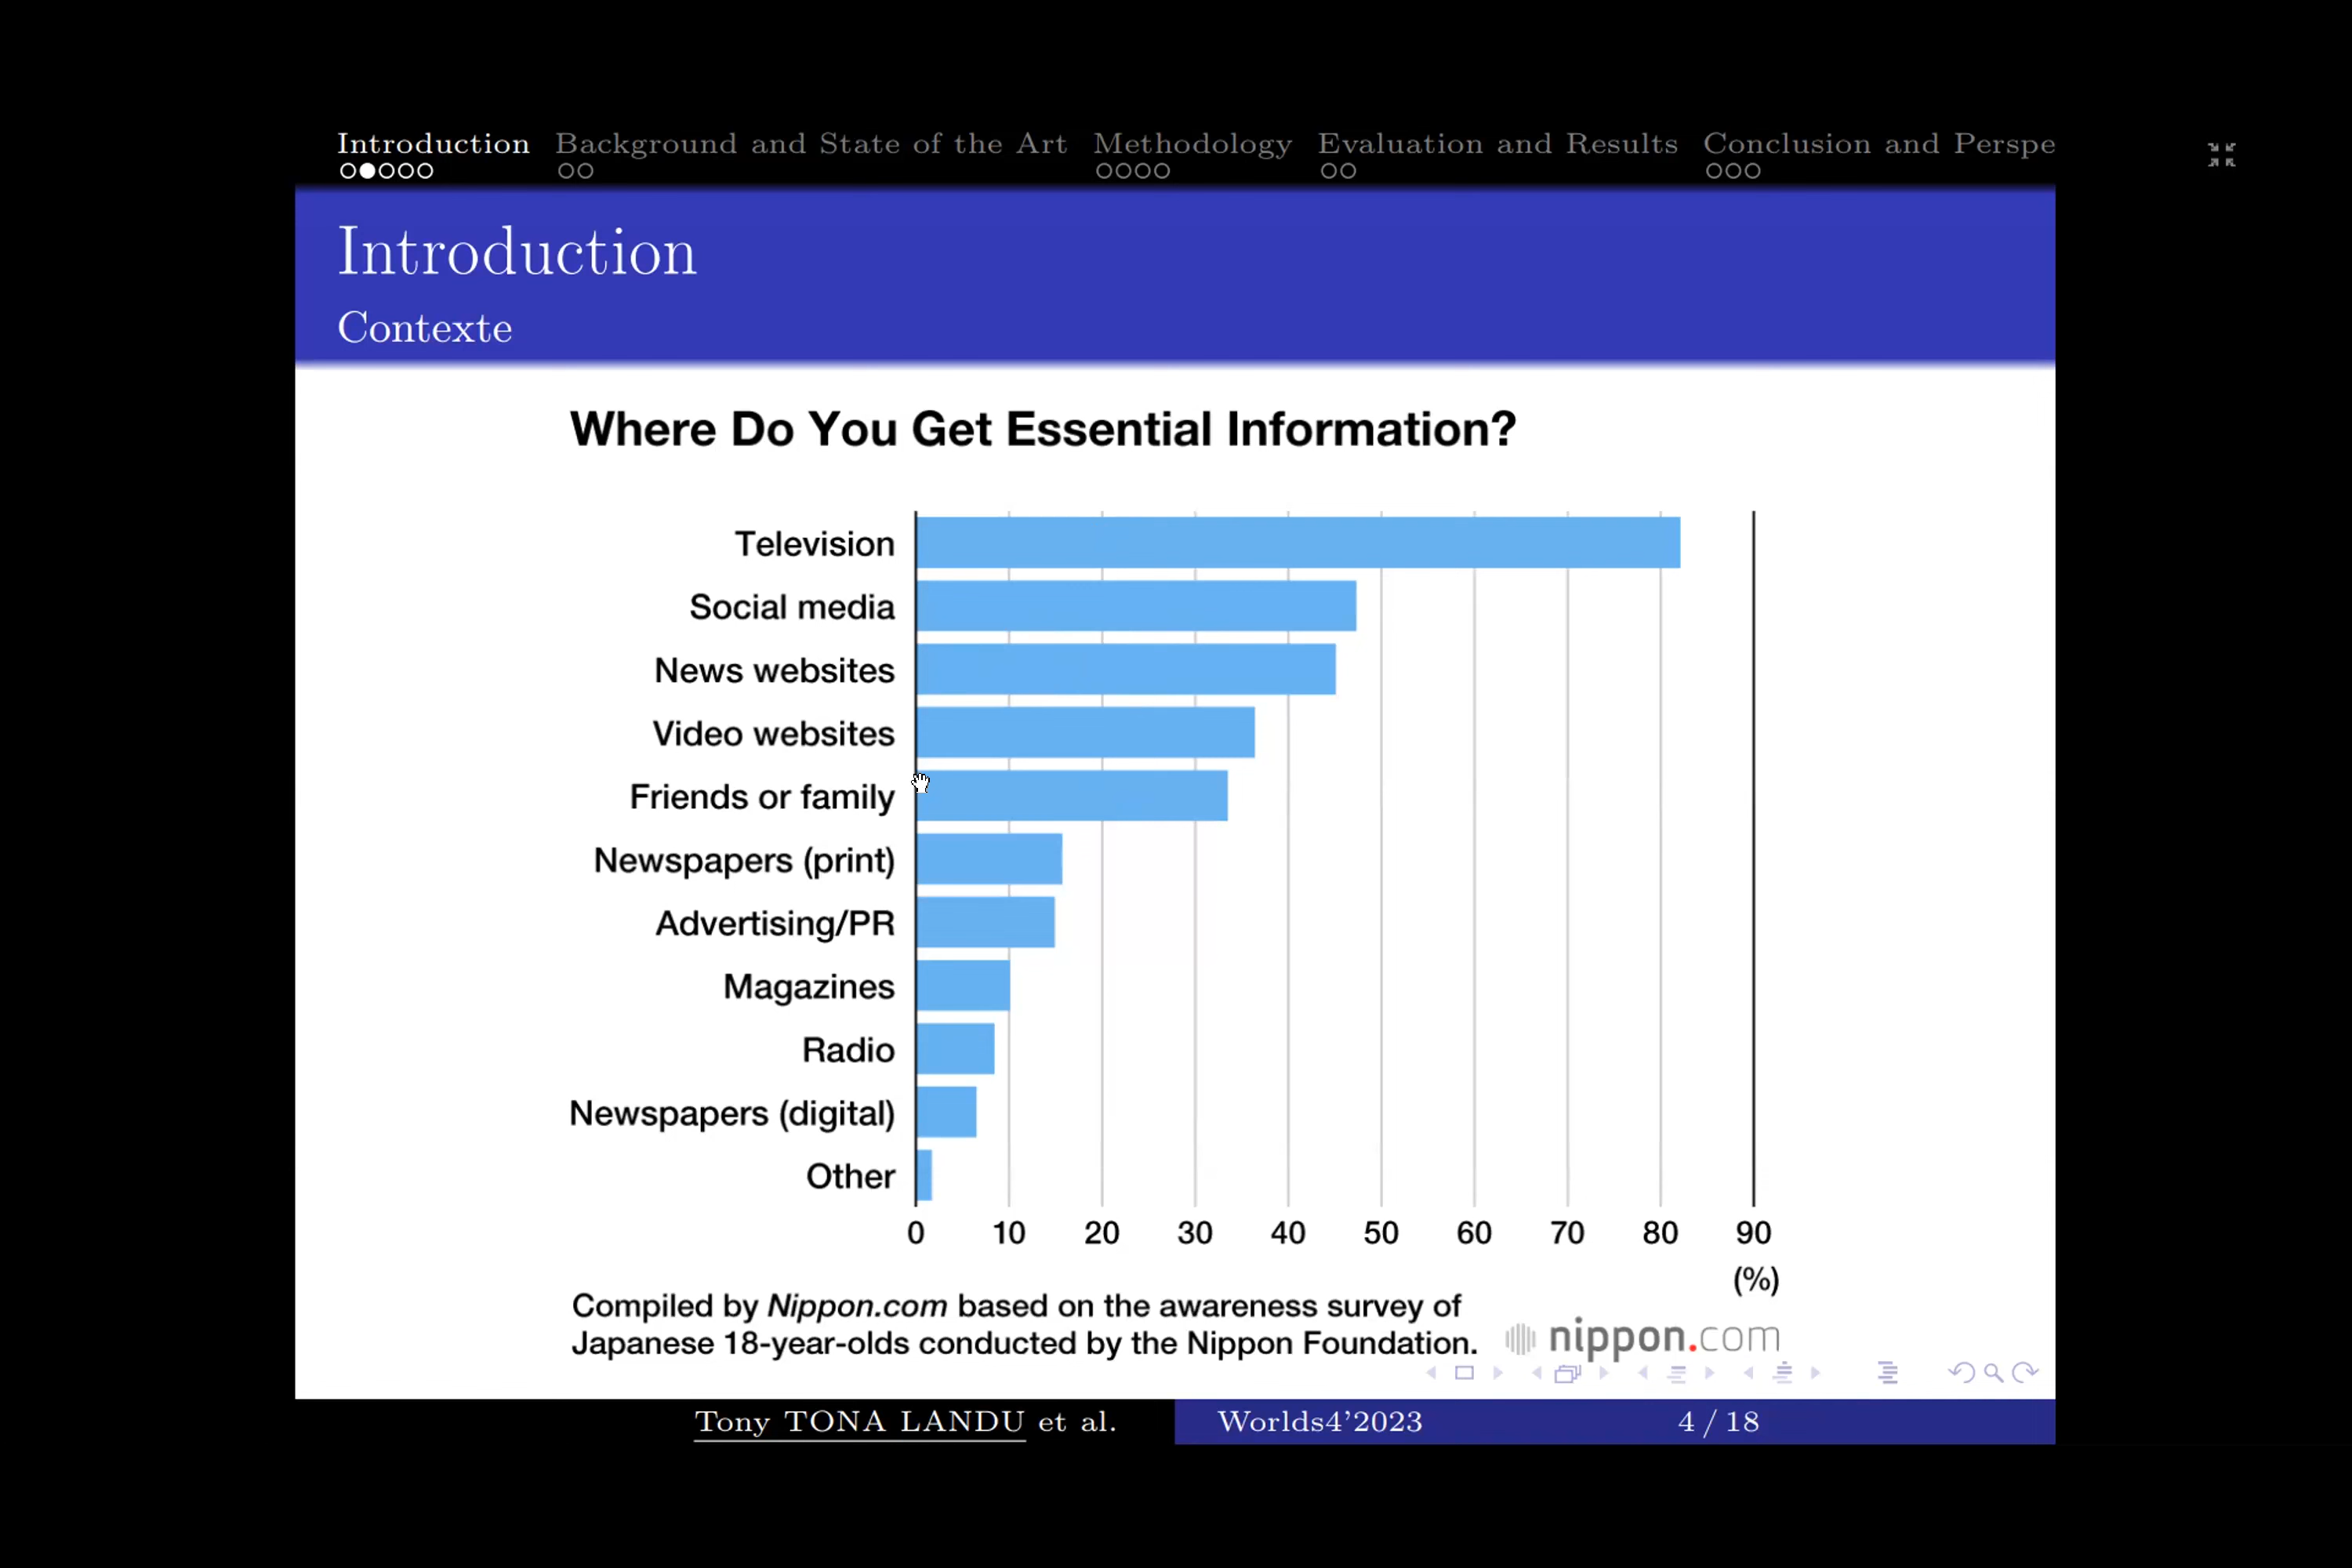 Introduction Background and State of the Art Methodology Evaluation and Results Conclusion and Perspe
Introduction
Contexte
Where Do You Get Essential Information?
Television
Social media
News websites
Video websites
Friends or family
Newspapers (print)
Advertising/PR
Magazines
Radio
Newspapers (digital)
Other
0 10 20 30 40 50 60 70 80 90
(%)
Compiled by Nippon.com based on the awareness survey of
Japanese 18-year-olds conducted by the Nippon Foundation.
nippon.com
Tony TONA LANDU et al. Worlds4'2023 4 / 18